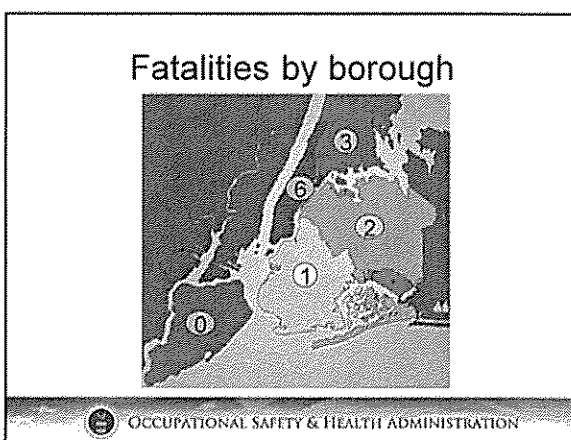 Fatalities by borough
3
6
2
1
0
OCCUPATIONAL SAFETY & HEALTH ADMINISTRATION